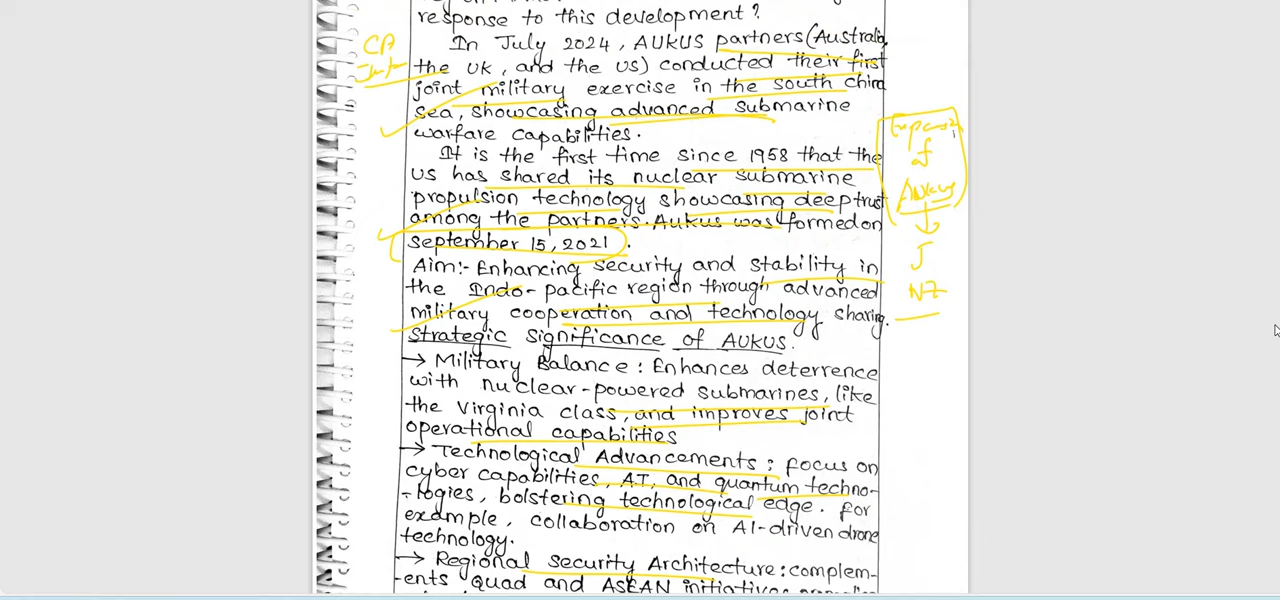 response to this development?
In July 2024, AUKUS partners (Australia,
the UK, and the US) conducted their first
joint military exercise in the south china
sea, showcasing advanced submarine
warfare capabilities.
It is the first time since 1958 that the
US has shared its nuclear submarine
propulsion technology showcasing deep trust
among the partners. AUKUS was formed on
September 15, 2021.
Aim:- Enhancing security and stability in
the Indo-pacific region through advanced
military cooperation and technology sharing.
Strategic significance of AUKUS.
→ Military Balance: Enhances deterrence
with nuclear-powered submarines, like
the Virginia class, and improves joint
operational capabilities
→ Technological Advancements: focus on
cyber capabilities, AI, and quantum techno-
-logies, bolstering technological edge. for
example, collaboration on AI-driven drone
technology.
→ Regional security Architecture: complem-
-ents Quad and ASEAN initiatives
CA
of
AUKUS
J
NZ